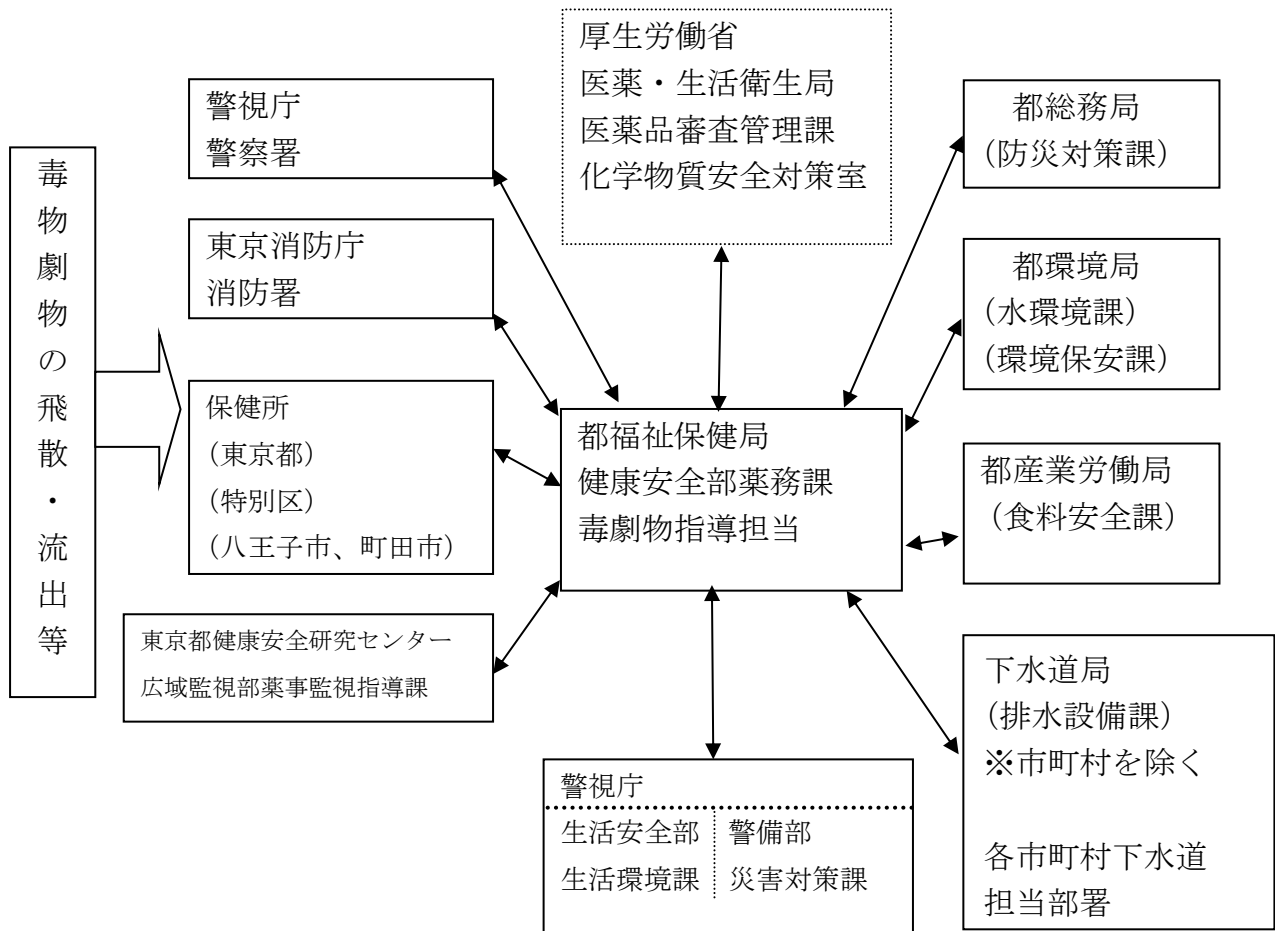 毒物劇物の飛散・流出等
警視庁
警察署
東京消防庁
消防署
保健所
(東京都)
(特別区)
(八王子市、町田市)
東京都健康安全研究センター
広域監視部薬事監視指導課
厚生労働省
医薬・生活衛生局
医薬品審査管理課
化学物質安全対策室
都福祉保健局
健康安全部薬務課
毒劇物指導担当
警視庁
生活安全部
生活環境課
警備部
災害対策課
都総務局
(防災対策課)
都環境局
(水環境課)
(環境保安課)
都産業労働局
(食料安全課)
下水道局
(排水設備課)
※市町村を除く
各市町村下水道
担当部署